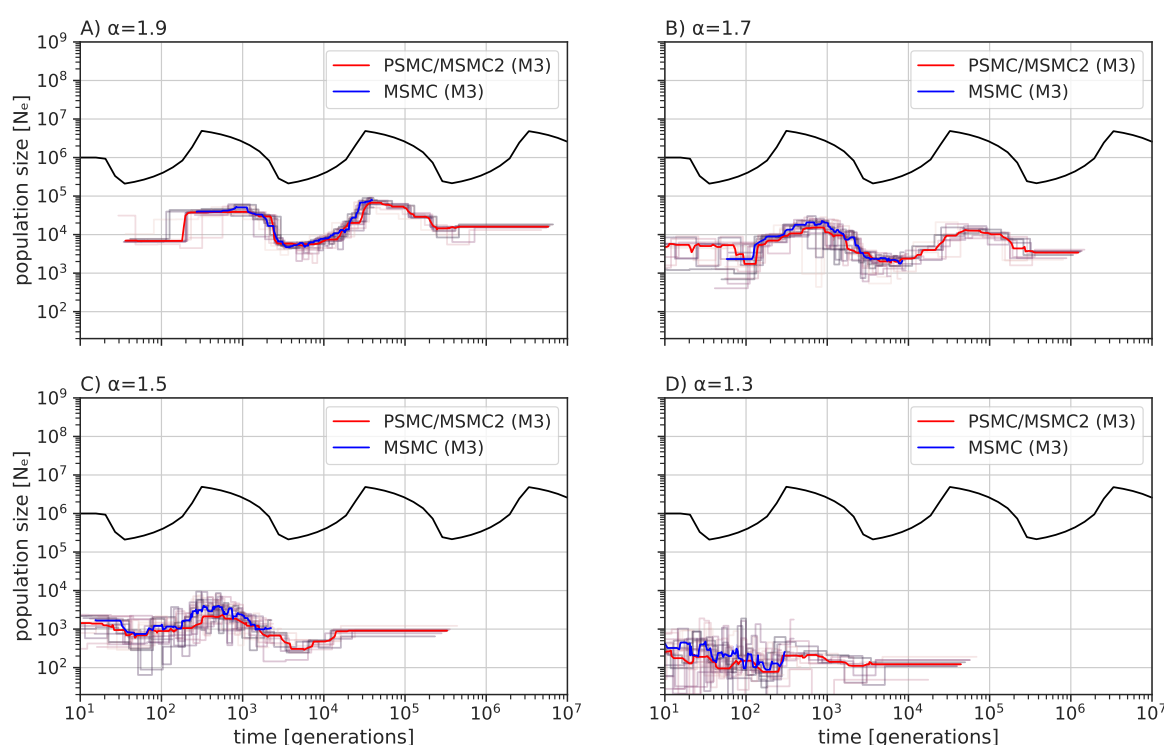 A) α=1.9
B) α=1.7
10⁹
10⁸
10⁷
10⁶
10⁵
10⁴
10³
10²
population size [Nₑ]
PSMC/MSMC2 (M3)
MSMC (M3)
PSMC/MSMC2 (M3)
MSMC (M3)
C) α=1.5
D) α=1.3
10⁹
10⁸
10⁷
10⁶
10⁵
10⁴
10³
10²
population size [Nₑ]
PSMC/MSMC2 (M3)
MSMC (M3)
PSMC/MSMC2 (M3)
MSMC (M3)
10¹ 10² 10³ 10⁴ 10⁵ 10⁶ 10⁷
10¹ 10² 10³ 10⁴ 10⁵ 10⁶ 10⁷
time [generations]
time [generations]